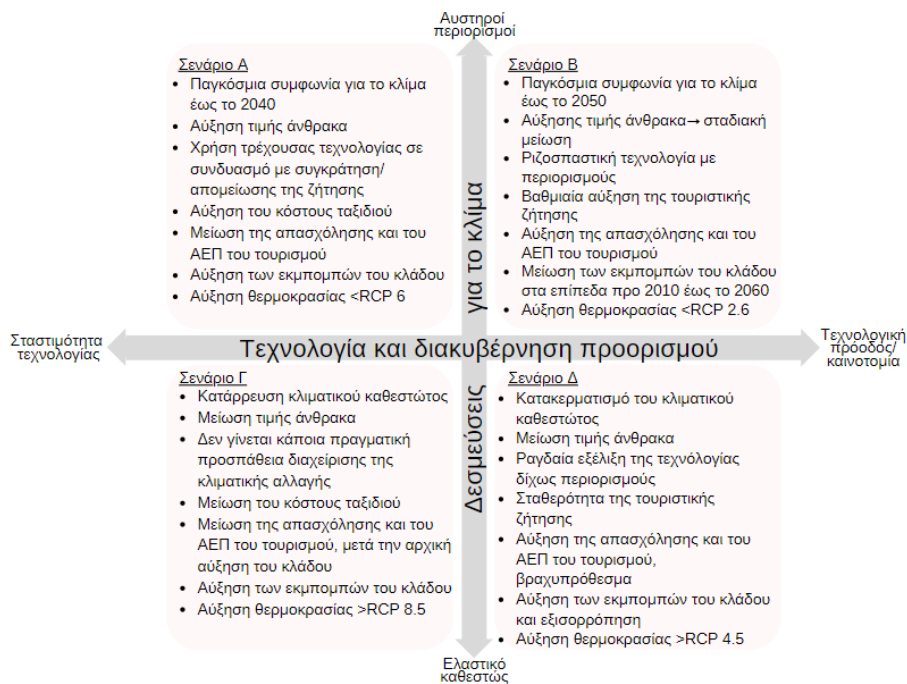 Αυστηροί
περιορισμοί
Σενάριο Α
• Παγκόσμια συμφωνία για το κλίμα
έως το 2040
• Αύξηση τιμής άνθρακα
• Χρήση τρέχουσας τεχνολογίας σε
συνδυασμό με συγκράτηση/
απομείωσης της ζήτησης
• Αύξηση του κόστους ταξιδιού
• Μείωση της απασχόλησης και του
ΑΕΠ του τουρισμού
• Αύξηση των εκμπομπών του κλάδου
• Αύξηση θερμοκρασίας <RCP 6
Σενάριο Β
• Παγκόσμια συμφωνία για το κλίμα
έως το 2050
• Αύξησης τιμής άνθρακα→ σταδιακή
μείωση
• Ριζοσπαστική τεχνολογία με
περιορισμούς
• Βαθμιαία αύξηση της τουριστικής
ζήτησης
• Αύξηση της απασχόλησης και του
ΑΕΠ του τουρισμού
• Μείωση των εκμπομπών του κλάδου
στα επίπεδα προ 2010 έως το 2060
• Αύξηση θερμοκρασίας <RCP 2.6
Δεσμεύσεις για το κλίμα
Σταστιμότητα
τεχνολογίας
Τεχνολογία και διακυβέρνηση προορισμού
Τεχνολογική
πρόοδος/
καινοτομία
Σενάριο Γ
• Κατάρρευση κλιματικού καθεστώτος
• Μείωση τιμής άνθρακα
• Δεν γίνεται κάποια πραγματική
προσπάθεια διαχείρισης της
κλιματικής αλλαγής
• Μείωση του κόστους ταξιδιού
• Μείωση της απασχόλησης και του
ΑΕΠ του τουρισμού, μετά την αρχική
αύξηση του κλάδου
• Αύξηση των εκμπομπών του κλάδου
• Αύξηση θερμοκρασίας >RCP 8.5
Σενάριο Δ
• Κατακερματισμό του κλιματικού
καθεστώτος
• Μείωση τιμής άνθρακα
• Ραγδαία εξέλιξη της τεχνόλογίας
δίχως περιορισμούς
• Σταθερότητα της τουριστικής
ζήτησης
• Αύξηση της απασχόλησης και του
ΑΕΠ του τουρισμού,
βραχυπρόθεσμα
• Αύξηση των εκμπομπών του κλάδου
και εξισορρόπηση
• Αύξηση θερμοκρασίας >RCP 4.5
Ελαστικό
καθεστώς